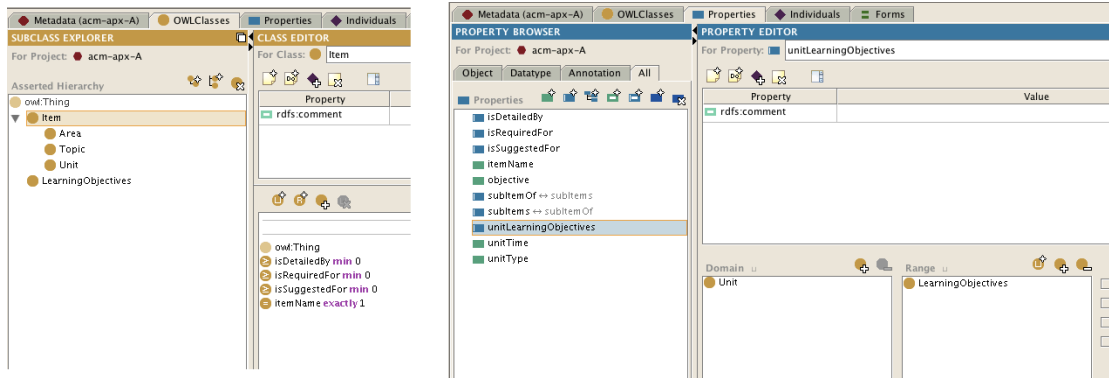 Metadata (acm-apx-A) OWLClasses Properties Individuals
SUBCLASS EXPLORER
For Project: acm-apx-A
Asserted Hierarchy
owl:Thing
Item
Area
Topic
Unit
LearningObjectives
CLASS EDITOR
For Class: Item
Property
rdfs:comment
owl:Thing
isDetailedBy min 0
isRequiredFor min 0
isSuggestedFor min 0
itemName exactly 1
Metadata (acm-apx-A) OWLClasses Properties Individuals Forms
PROPERTY BROWSER
For Project: acm-apx-A
Object Datatype Annotation All
Properties
isDetailedBy
isRequiredFor
isSuggestedFor
itemName
objective
subItemOf ↔ subItems
subItems ↔ subItemOf
unitLearningObjectives
unitTime
unitType
PROPERTY EDITOR
For Property: unitLearningObjectives
Property Value
rdfs:comment
Domain ⊔ Range ⊔
Unit LearningObjectives